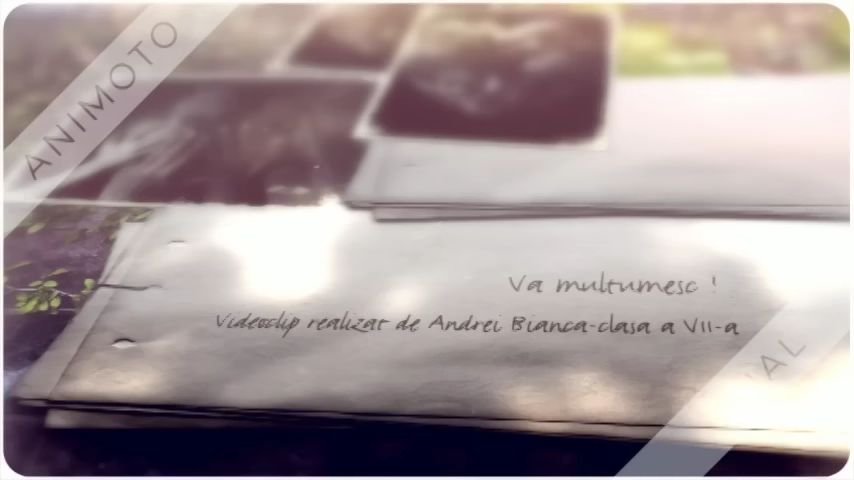 ANIMOTO
Va multumesc !
Videoclip realizat de Andrei Bianca-clasa a VII-a